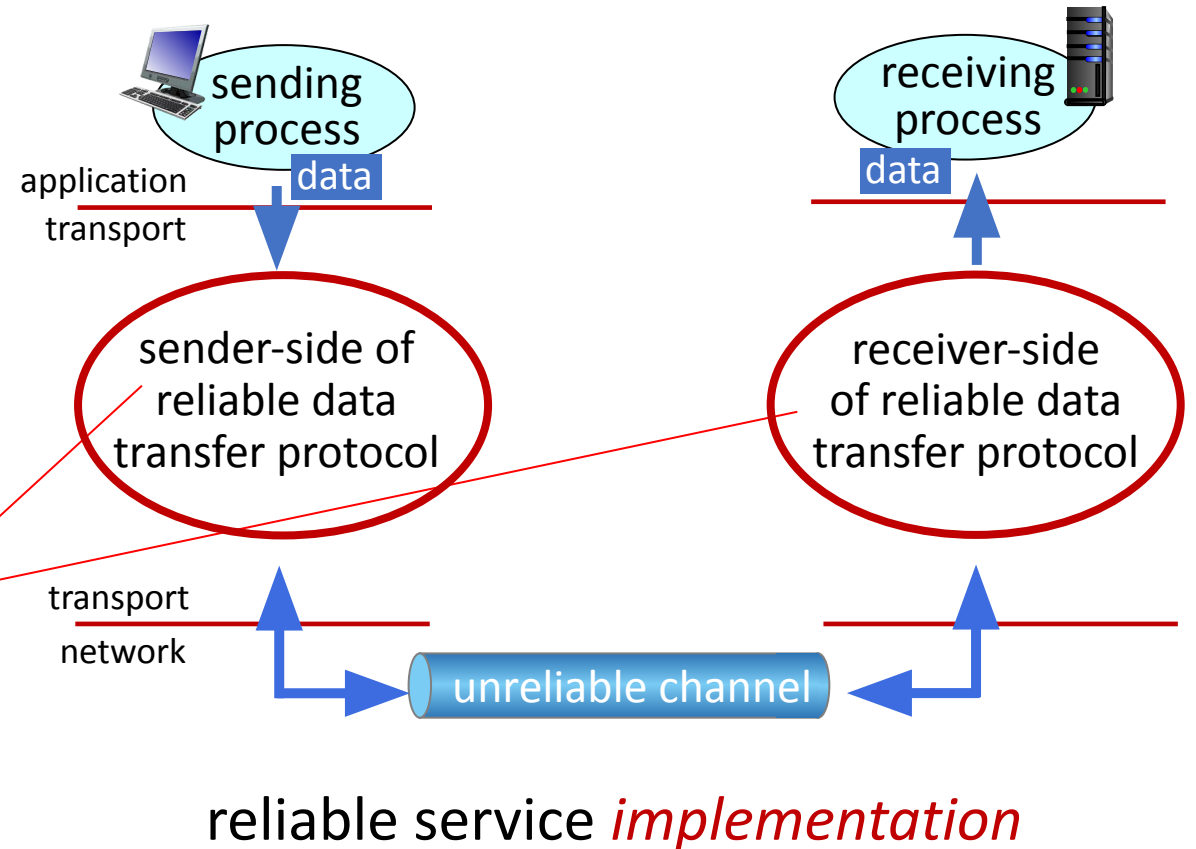 sending
process
data
receiving
process
data
application
transport
sender-side of
reliable data
transfer protocol
receiver-side
of reliable data
transfer protocol
transport
network
unreliable channel
reliable service implementation